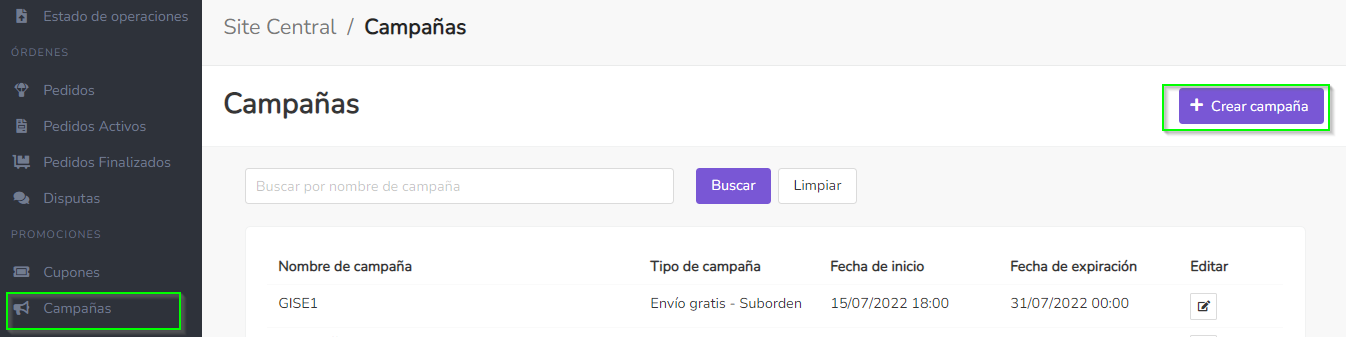 Estado de operaciones
ÓRDENES
Pedidos
Pedidos Activos
Pedidos Finalizados
Disputas
PROMOCIONES
Cupones
Campañas
Site Central / Campañas
Campañas
Crear campaña
Buscar por nombre de campaña
Buscar
Limpiar
Nombre de campaña Tipo de campaña Fecha de inicio Fecha de expiración Editar
GISE1 Envío gratis - Suborden 15/07/2022 18:00 31/07/2022 00:00